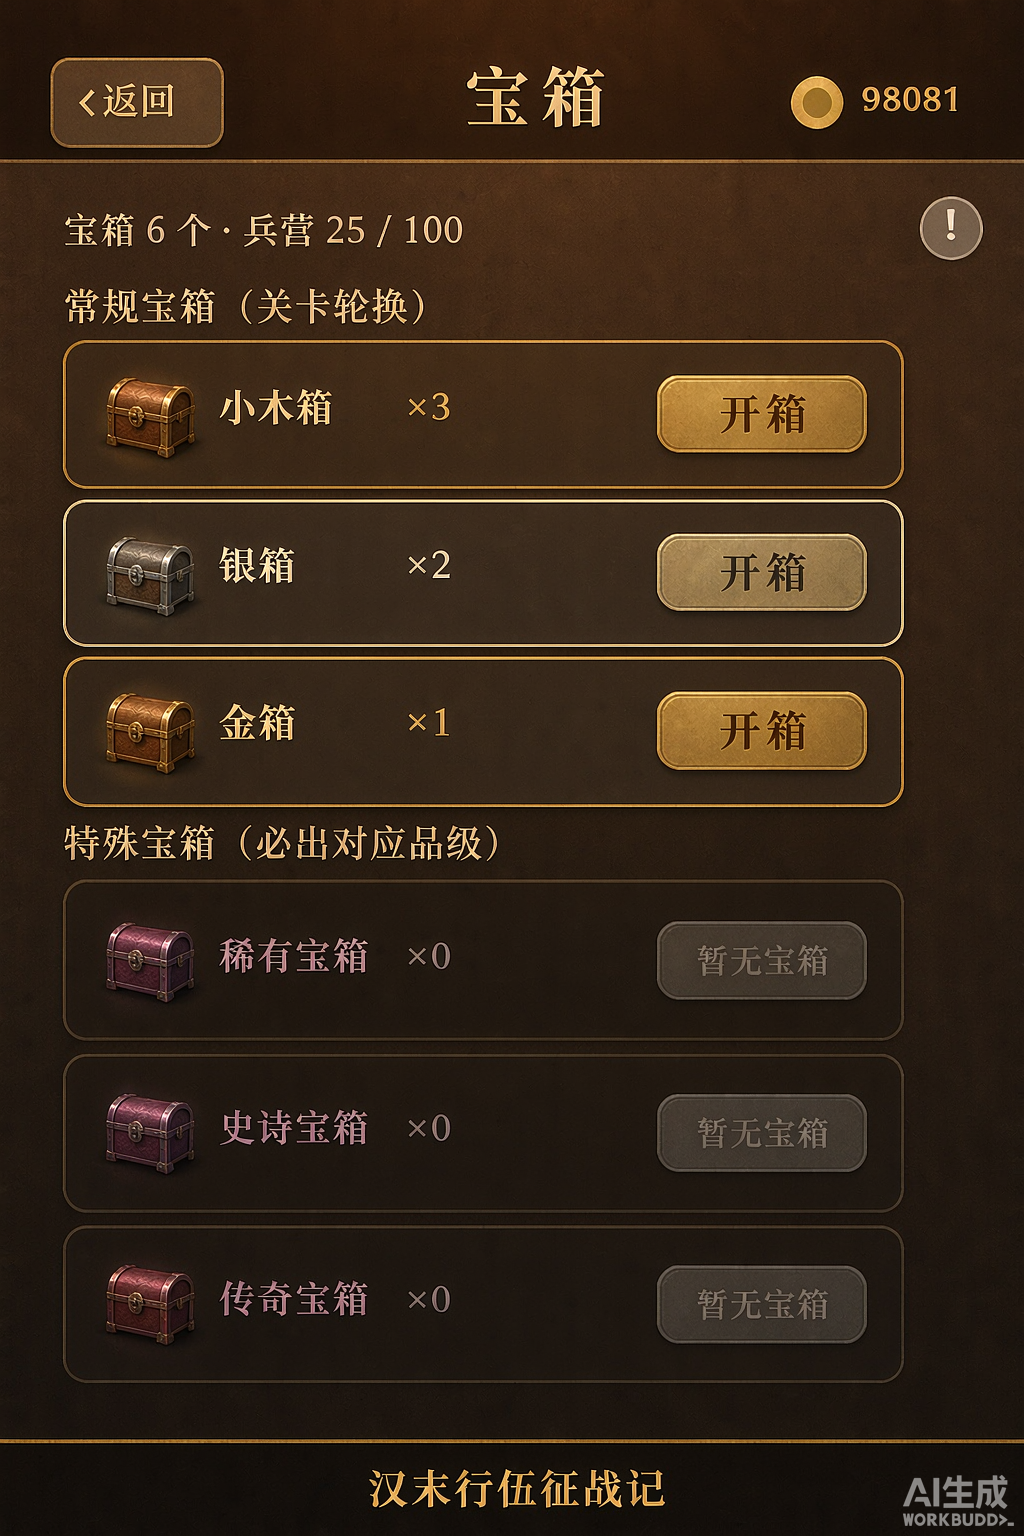 返回
宝箱
98081
宝箱 6 个 · 兵营 25 / 100
!
常规宝箱（关卡轮换）
小木箱 ×3 开箱
银箱 ×2 开箱
金箱 ×1 开箱
特殊宝箱（必出对应品级）
稀有宝箱 ×0 暂无宝箱
史诗宝箱 ×0 暂无宝箱
传奇宝箱 ×0 暂无宝箱
汉末行伍征战记
AI生成
WORKBUDD>_